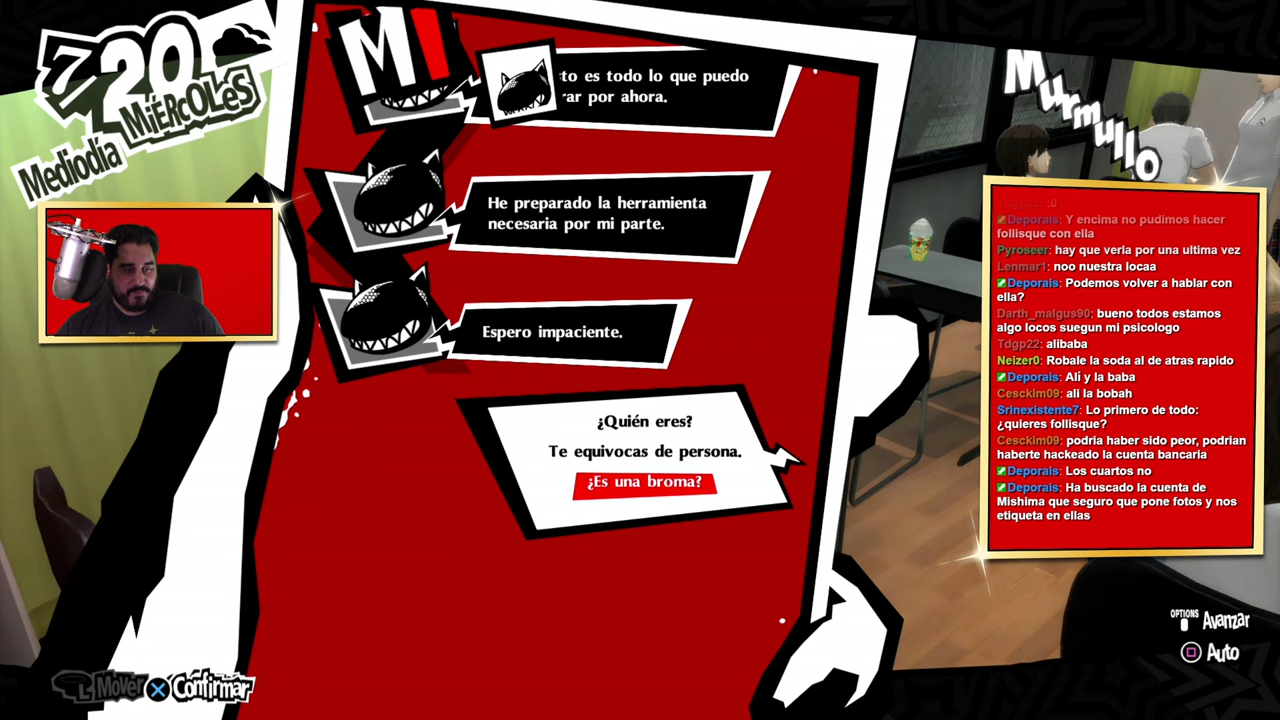 7/20
MiÉRCOLeS
Mediodía
MI
to es todo lo que puedo
rar por ahora.
He preparado la herramienta
necesaria por mi parte.
Espero impaciente.
¿Quién eres?
Te equivocas de persona.
¿Es una broma?
Murmullo
Tdgp22: :0
Deporais: Y encima no pudimos hacer
follisque con ella
Pyroseer: hay que verla por una ultima vez
Lenmar1: noo nuestra locaa
Deporais: Podemos volver a hablar con
ella?
Darth_malgus90: bueno todos estamos
algo locos suegun mi psicologo
Tdgp22: alibaba
Neizer0: Robale la soda al de atras rapido
Deporais: Alí y la baba
Cesckim09: ali la bobah
Srinexistente7: Lo primero de todo:
¿quieres follisque?
Cesckim09: podria haber sido peor, podrian
haberte hackeado la cuenta bancaria
Deporais: Los cuartos no
Deporais: Ha buscado la cuenta de
Mishima que seguro que pone fotos y nos
etiqueta en ellas
OPTIONS Avanzar
Auto
L Mover Confirmar